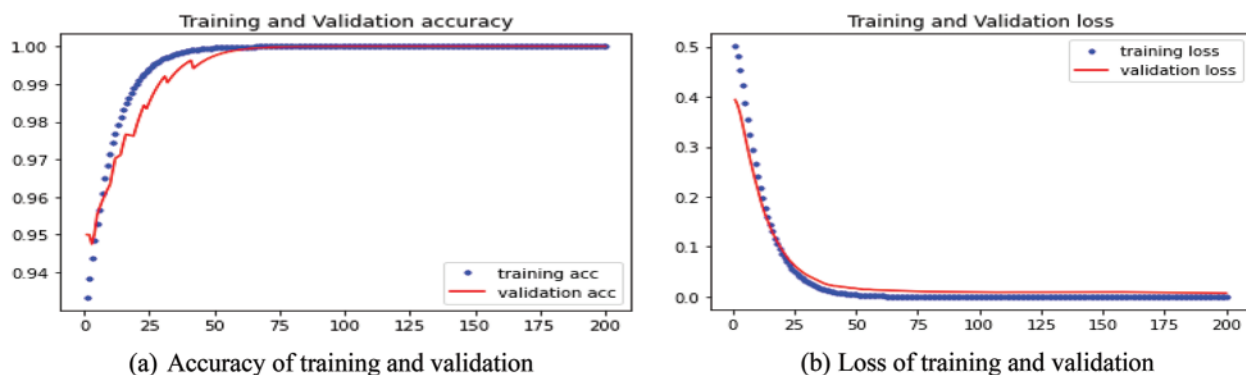 Training and Validation accuracy
1.00
0.99
0.98
0.97
0.96
0.95
0.94
training acc
validation acc
0 25 50 75 100 125 150 175 200
(a) Accuracy of training and validation
Training and Validation loss
0.5
0.4
0.3
0.2
0.1
0.0
training loss
validation loss
0 25 50 75 100 125 150 175 200
(b) Loss of training and validation